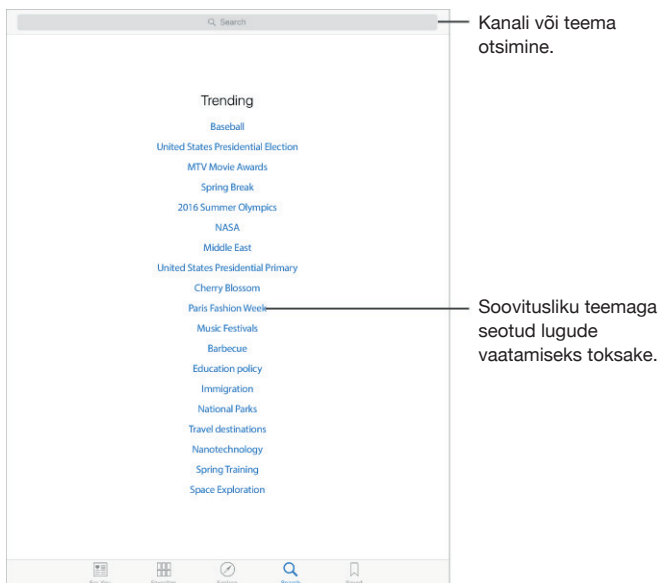 Search
Kanali või teema
otsimine.
Trending
Baseball
United States Presidential Election
MTV Movie Awards
Spring Break
2016 Summer Olympics
NASA
Middle East
United States Presidential Primary
Cherry Blossom
Paris Fashion Week
Soovitusliku teemaga
seotud lugude
vaatamiseks toksake.
Music Festivals
Barbecue
Education policy
Immigration
National Parks
Travel destinations
Nanotechnology
Spring Training
Space Exploration